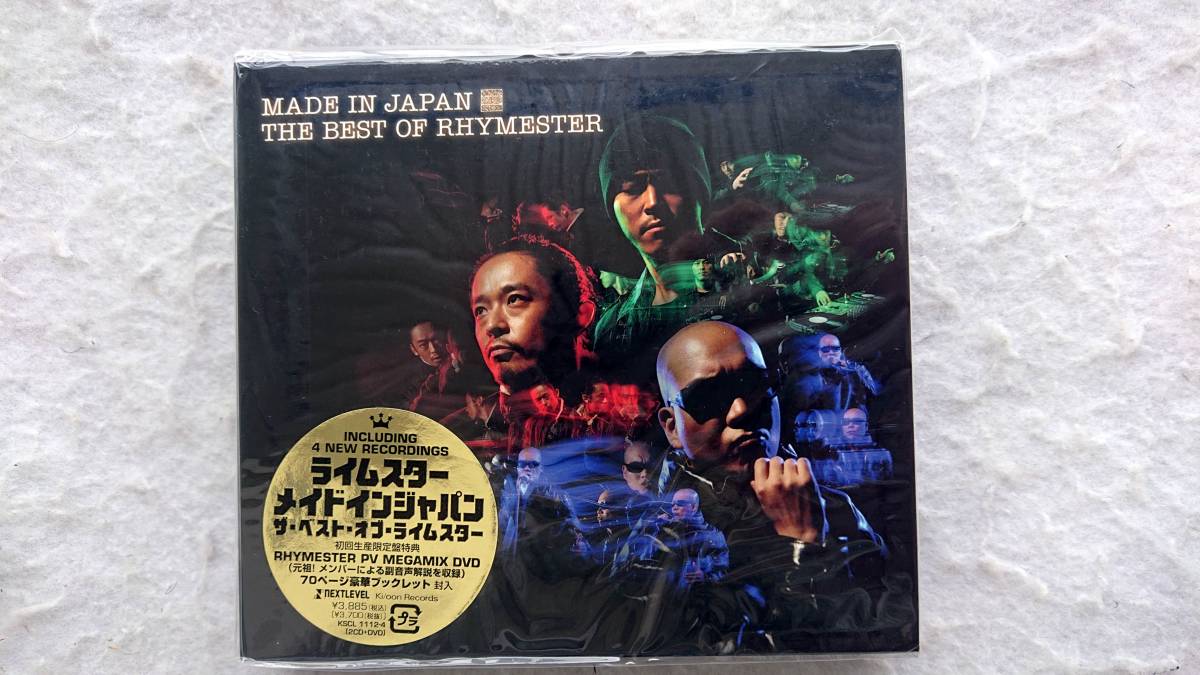 MADE IN JAPAN
THE BEST OF RHYMESTER
INCLUDING
4 NEW RECORDINGS
ライムスター
メイドインジャパン
ザ・ベスト・オブ・ライムスター
初回生産限定盤特典
RHYMESTER PV MEGAMIX DVD
(元祖!メンバーによる副音声解説を収録)
70ページ豪華ブックレット 封入
NEXTLEVEL Ki/oon Records
¥3,885(税込)
(¥3,700(税抜))
KSCL 1112-4
(2CD+DVD)
プラ